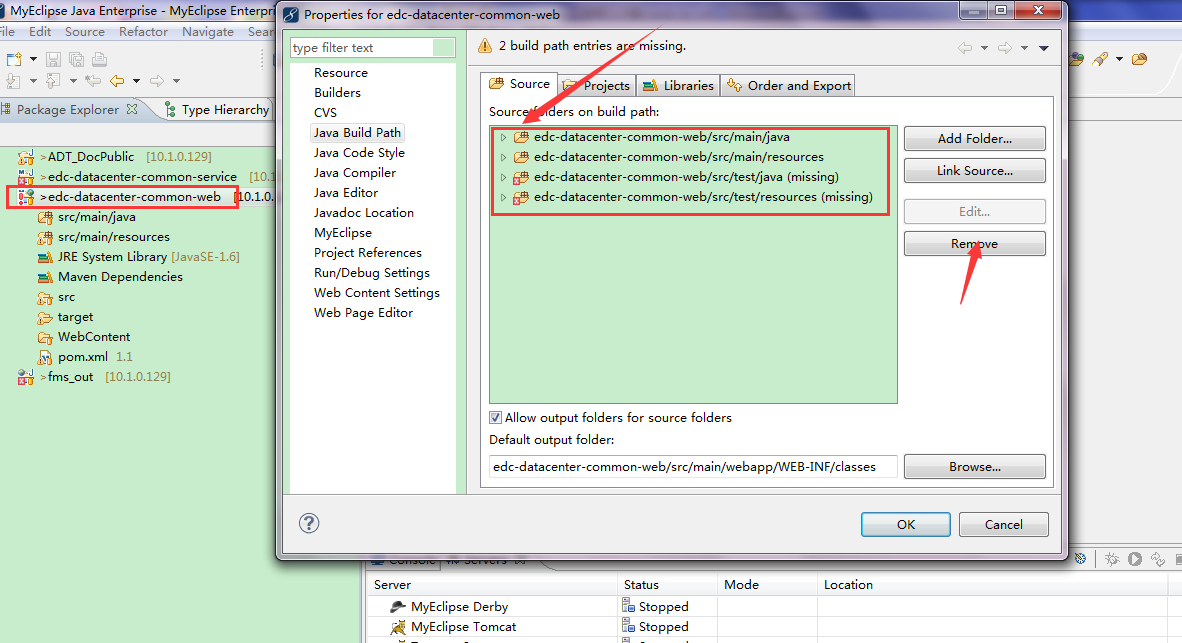 MyEclipse Java Enterprise - MyEclipse Enterpr
Properties for edc-datacenter-common-web
File Edit Source Refactor Navigate Sear
Package Explorer
Type Hierarchy
>ADT_DocPublic [10.1.0.129]
>edc-datacenter-common-service [10.1
>edc-datacenter-common-web [10.1.0.
src/main/java
src/main/resources
JRE System Library [JavaSE-1.6]
Maven Dependencies
src
target
WebContent
pom.xml 1.1
>fms_out [10.1.0.129]
type filter text
Resource
Builders
CVS
Java Build Path
Java Code Style
Java Compiler
Java Editor
Javadoc Location
MyEclipse
Project References
Run/Debug Settings
Web Content Settings
Web Page Editor
2 build path entries are missing.
Source
Projects
Libraries
Order and Export
Source folders on build path:
edc-datacenter-common-web/src/main/java
edc-datacenter-common-web/src/main/resources
edc-datacenter-common-web/src/test/java (missing)
edc-datacenter-common-web/src/test/resources (missing)
Add Folder...
Link Source...
Edit...
Remove
Allow output folders for source folders
Default output folder:
edc-datacenter-common-web/src/main/webapp/WEB-INF/classes
Browse...
OK
Cancel
Console
Servers
Server Status Mode Location
MyEclipse Derby Stopped
MyEclipse Tomcat Stopped